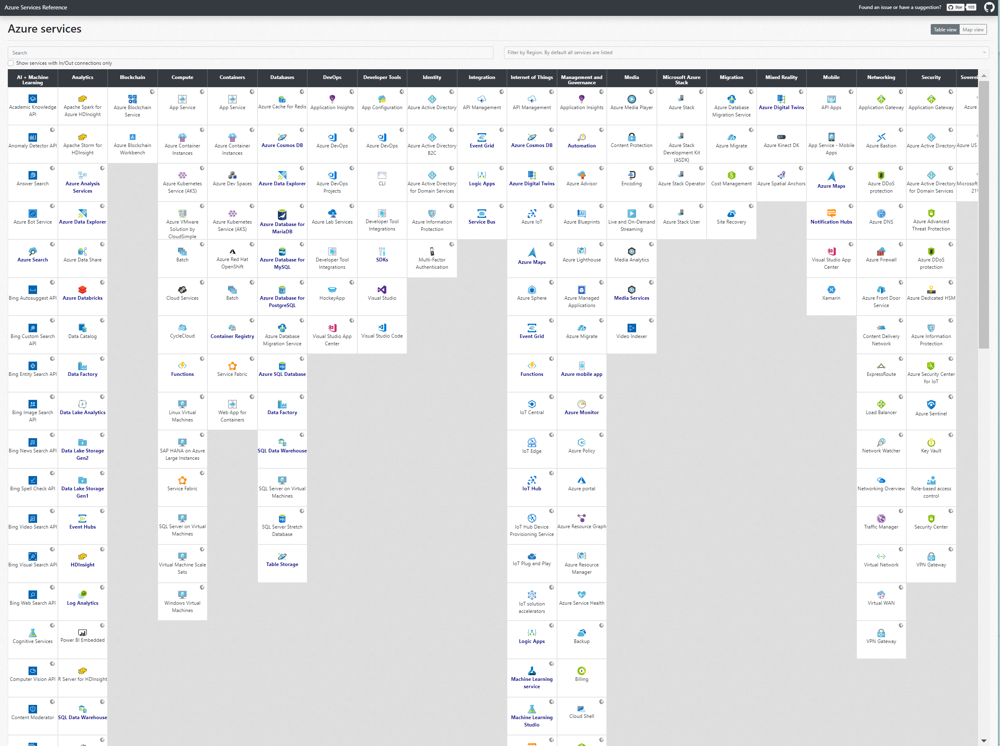 Azure Services Reference
Found an issue or have a suggestion?
Star
105
Azure services
Table view
Map view
Search
Filter by Region. By default all services are listed
Show services with In/Out connections only
AI + Machine
Learning
Analytics
Blockchain
Compute
Containers
Databases
DevOps
Developer Tools
Identity
Integration
Internet of Things
Management and
Governance
Media
Microsoft Azure
Stack
Migration
Mixed Reality
Mobile
Networking
Security
Soverei
Academic Knowledge
API
Apache Spark for
Azure HDInsight
Azure Blockchain
Service
App Service
App Service
Azure Cache for Redis
Application Insights
App Configuration
Azure Active Directory
API Management
API Management
Application Insights
Azure Media Player
Azure Stack
Azure Database
Migration Service
Azure Digital Twins
API Apps
Application Gateway
Application Gateway
Azure
Anomaly Detector API
Apache Storm for
HDInsight
Azure Blockchain
Workbench
Azure Container
Instances
Azure Container
Instances
Azure Cosmos DB
Azure DevOps
Azure DevOps
Azure Active Directory
B2C
Event Grid
Azure Cosmos DB
Automation
Content Protection
Azure Stack
Development Kit
(ASDK)
Azure Migrate
Azure Kinect DK
App Service - Mobile
Apps
Azure Bastion
Azure Active Directory
Azure US
Answer Search
Azure Analysis
Services
Azure Kubernetes
Service (AKS)
Azure Dev Spaces
Azure Data Explorer
Azure DevOps
Projects
CLI
Azure Active Directory
for Domain Services
Logic Apps
Azure Digital Twins
Azure Advisor
Encoding
Azure Stack Operator
Cost Management
Azure Spatial Anchors
Azure Maps
Azure DDoS
protection
Azure Active Directory
for Domain Services
Microsoft
21V
Azure Bot Service
Azure Data Explorer
Azure VMware
Solution by
CloudSimple
Azure Kubernetes
Service (AKS)
Azure Database for
MariaDB
Azure Lab Services
Developer Tool
Integrations
Azure Information
Protection
Service Bus
Azure IoT
Azure Blueprints
Live and On-Demand
Streaming
Azure Stack User
Site Recovery
Notification Hubs
DNS
Azure DNS
Azure Advanced
Threat Protection
Azure Search
Azure Data Share
Batch
Azure Red Hat
OpenShift
My
Azure Database for
MySQL
Developer Tool
Integrations
SDKs
Multi-Factor
Authentication
Azure Maps
Azure Lighthouse
Media Analytics
Visual Studio App
Center
Azure Firewall
Azure DDoS
protection
Bing Autosuggest API
Azure Databricks
Cloud Services
Batch
Azure Database for
PostgreSQL
HockeyApp
Visual Studio
Azure Sphere
Azure Managed
Applications
Media Services
Xamarin
Azure Front Door
Service
Azure Dedicated HSM
Bing Custom Search
API
Data Catalog
CycleCloud
Container Registry
Azure Database
Migration Service
Visual Studio App
Center
Visual Studio Code
Event Grid
Azure Migrate
Video Indexer
Content Delivery
Network
Azure Information
Protection
Bing Entity Search API
Data Factory
Functions
Service Fabric
SQL
Azure SQL Database
Functions
Azure mobile app
ExpressRoute
Azure Security Center
for IoT
Bing Image Search
API
Data Lake Analytics
Linux Virtual
Machines
Web App for
Containers
Data Factory
IoT Central
Azure Monitor
Load Balancer
Azure Sentinel
Bing News Search API
Data Lake Storage
Gen2
SAP HANA on Azure
Large Instances
SQL Data Warehouse
IoT Edge
Azure Policy
Network Watcher
Key Vault
Bing Spell Check API
Data Lake Storage
Gen1
Service Fabric
SQL Server on Virtual
Machines
IoT Hub
Azure portal
Networking Overview
Role-based access
control
Bing Video Search API
Event Hubs
SQL Server on Virtual
Machines
SQL
SQL Server Stretch
Database
IoT Hub Device
Provisioning Service
Azure Resource Graph
Traffic Manager
Security Center
Bing Visual Search API
HDInsight
Virtual Machine Scale
Sets
Table Storage
IoT Plug and Play
Azure Resource
Manager
Virtual Network
VPN Gateway
Bing Web Search API
Log Analytics
Windows Virtual
Machines
IoT solution
accelerators
Azure Service Health
Virtual WAN
Cognitive Services
Power BI Embedded
Logic Apps
Backup
VPN Gateway
Computer Vision API
R Server for HDInsight
Machine Learning
service
Billing
Content Moderator
SQL Data Warehouse
Machine Learning
Studio
Cloud Shell